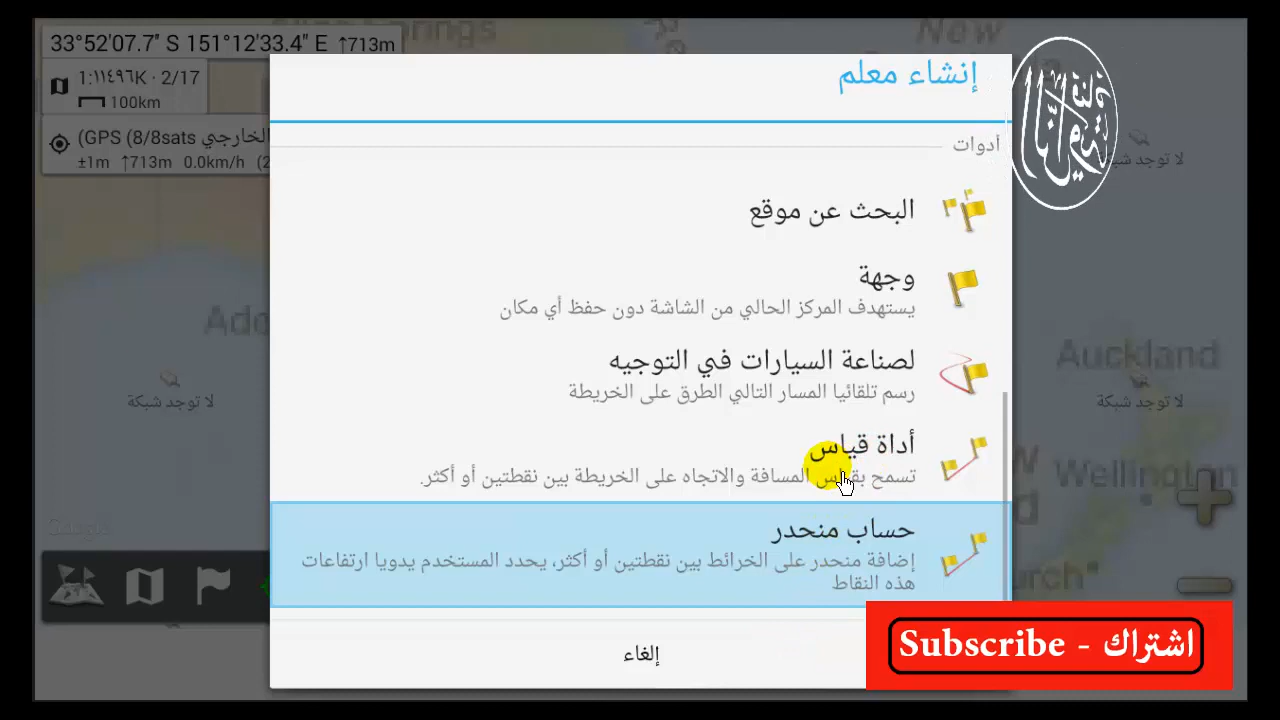 33°52'07.7" S 151°12'33.4" E ↑713m
1:١١٤٩٦K · 2/17
100km
(GPS (8/8sats الخارجي
±1m ↑713m 0.0km/h (2
New
إنشاء معلم
أدوات
البحث عن موقع
وجهة
يستهدف المركز الحالي من الشاشة دون حفظ أي مكان
لصناعة السيارات في التوجيه
رسم تلقائيا المسار التالي الطرق على الخريطة
أداة قياس
تسمح بقياس المسافة والاتجاه على الخريطة بين نقطتين أو أكثر.
حساب منحدر
إضافة منحدر على الخرائط بين نقطتين أو أكثر، يحدد المستخدم يدويا ارتفاعات
هذه النقاط
إلغاء
لا توجد شبكة
لا توجد شبكة
Auckland
لا توجد شبكة
Wellington
Google
Subscribe - اشتراك